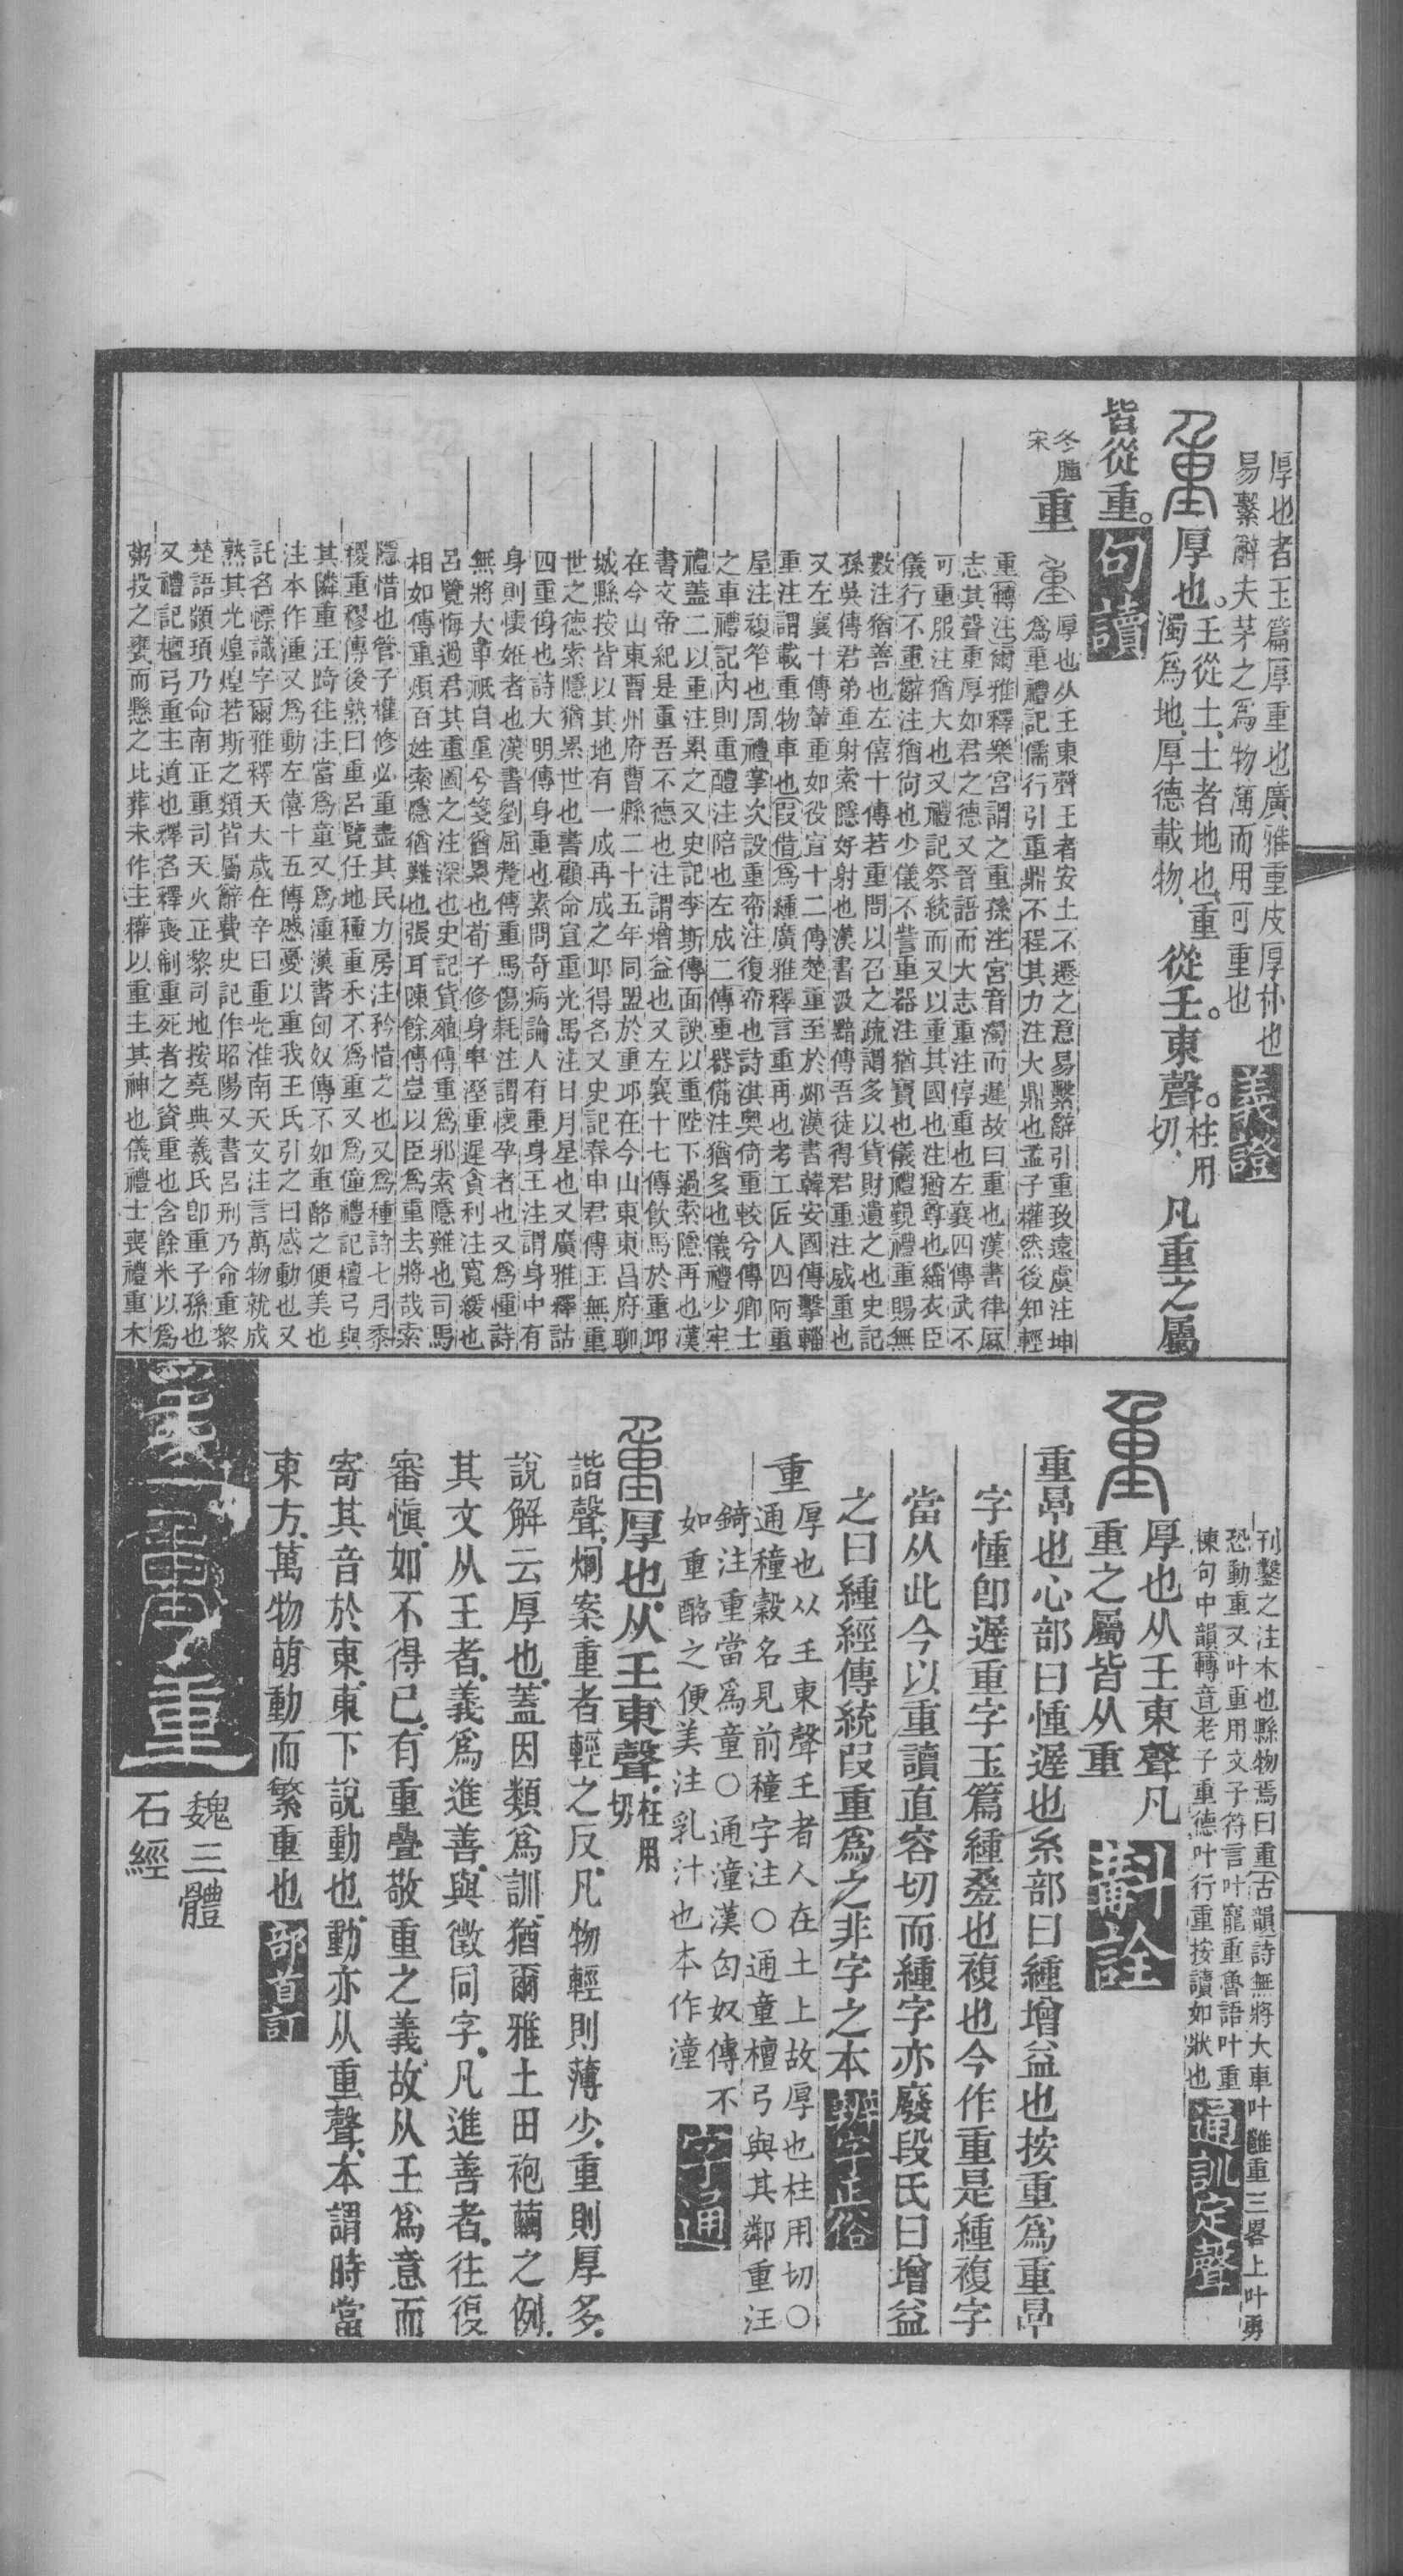 厚也者玉篇厚重也廣雅重皮厚朴也
易繫辭夫茅之爲物薄而用可重也
義證
厚也。
𡈼從土、土者地也、重
濁爲地、厚德載物、
從𡈼東聲。
柱用
切、
凡重之屬
皆從重。
句讀
冬腫
宋
重
厚也从𡈼東聲𡈼者安土不遷之意易繫辭引重致遠虞注坤
爲重禮記儒行引重鼎不程其力注大鼎也孟子權然後知輕
重轉注爾雅釋樂宮謂之重孫注宮音濁而遲故曰重也漢書律厤
志其聲重厚如君之德又晉語而大志重注惇重也左襄四傳武不
可重服注猶大也又禮記祭統而又以重其國也注猶尊也緇衣臣
儀行不重辭注猶尙也少儀不訾重器注猶寶也儀禮覲禮重賜無
數注猶善也左僖十傳若重問以召之疏謂多以貨財遺之也史記
孫吳傳君弟重射索隱好射也漢書汲黯傳吾徒得君重注威重也
又左襄十傳輦重如役宣十二傳楚重至於邲漢書韓安國傳擊輜
重注謂載重物車也叚借爲緟廣雅釋言重再也考工匠人四阿重
屋注複笮也周禮掌次設重帟注復帟也詩淇奧倚重較兮傳卿士
之車禮記內則重醴注陪也左成二傳重器備注猶多也儀禮少牢
禮蓋二以重注累之又史記李斯傳面諛以重陛下過索隱再也漢
書文帝紀是重吾不德也注謂增益也又左襄十七傳飲馬於重邱
在今山東曹州府曹縣二十五年同盟於重邱在今山東東昌府聊
城縣按皆以其地有一成再成之邱得名又史記春申君傳王無重
世之德索隱猶累世也書顧命宣重光馬注日月星也又廣雅釋詁
四重㑗也詩大明傳身重也素問奇病論人有重身王注謂身中有
身則懷姙者也漢書劉屈氂傳重馬傷耗注謂懷孕者也又爲㣫詩
無將大車祇自重兮箋猶累也荀子修身卑溼重遲貪利注寬緩也
呂覽悔過君其重圖之注深也史記貨殖傳重爲邪索隱難也司馬
相如傳重煩百姓索隱猶難也張耳陳餘傳豈以臣爲重去將哉索
隱惜也管子權修必重盡其民力房注矜惜之也又爲種詩七月黍
稷重穋傳後熟曰重呂覽任地種重禾不爲重又爲僮禮記檀弓與
其隣重汪踦往注當爲童又爲湩漢書匈奴傳不如重酪之便美也
注本作湩又爲動左僖十五傳慼憂以重我王氏引之曰感動也又
託名幖識字爾雅釋天大歲在辛曰重光淮南天文注言萬物就成
熟其光煌煌若斯之類皆屬辭費史記作昭陽又書呂刑乃命重黎
楚語顓頊乃命南正重司天火正黎司地按堯典羲氏卽重子孫也
又禮記檀弓重主道也釋名釋喪制重死者之資重也含餘米以爲
粥投之甕而懸之比葬未作主權以重主其神也儀禮士喪禮重木
刊鑿之注木也縣物焉曰重古韻詩無將大車叶雝重三畧上叶勇
恐動重又叶重用文子符言叶寵重魯語叶重
棟句中韻轉音老子重德叶行重按讀如狀也
通訓定聲
厚也从𡈼東聲凡
重之屬皆从重
斠詮
重㬱也心部曰㣫遲也糸部曰緟增益也按重爲重㬱
字㣫卽遲重字玉篇緟疊也複也今作重是緟複字
當从此今以重讀直容切而緟字亦廢段氏曰增益
之曰緟經傳統叚重爲之非字之本
辨字正俗
重
厚也从𡈼東聲𡈼者人在土上故厚也柱用切〇
通穜穀名見前穜字注〇通童檀弓與其鄰重汪
錡注重當爲童〇通湩漢匈奴傳不
如重酪之便美注乳汁也本作湩
字通
厚也、从𡈼東聲、
柱用
切
諧聲、烱案重者輕之反、凡物輕則薄少、重則厚多、
說解云厚也、蓋因類爲訓、猶爾雅土田袍繭之例、
其文从𡈼者、義爲進善、與徵同字、凡進善者、往復
審愼、如不得已、有重疊敬重之義、故从𡈼爲意而
寄其音於東、東下說動也、動亦从重聲、本謂時當
東方、萬物萌動而繁重也
部首訂
重
魏三體
石經